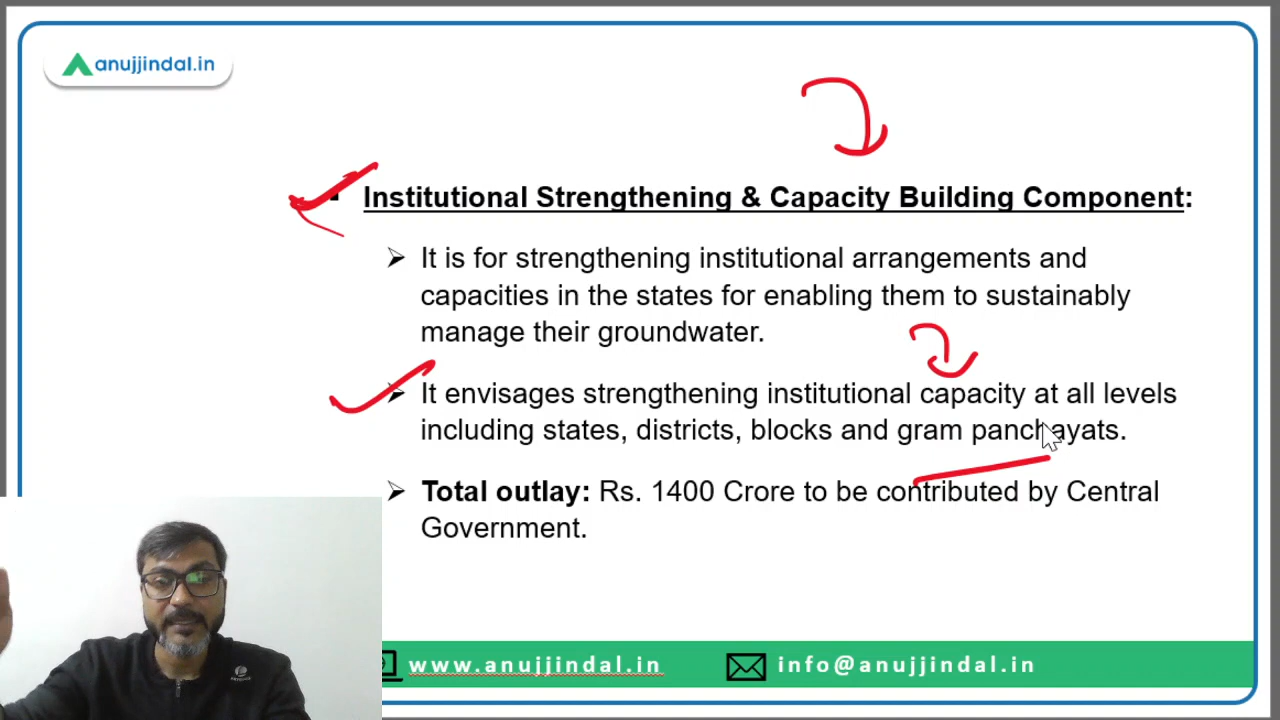 anujjindal.in
Institutional Strengthening & Capacity Building Component:
It is for strengthening institutional arrangements and
capacities in the states for enabling them to sustainably
manage their groundwater.
It envisages strengthening institutional capacity at all levels
including states, districts, blocks and gram panchayats.
Total outlay: Rs. 1400 Crore to be contributed by Central
Government.
www.anujjindal.in
info@anujjindal.in